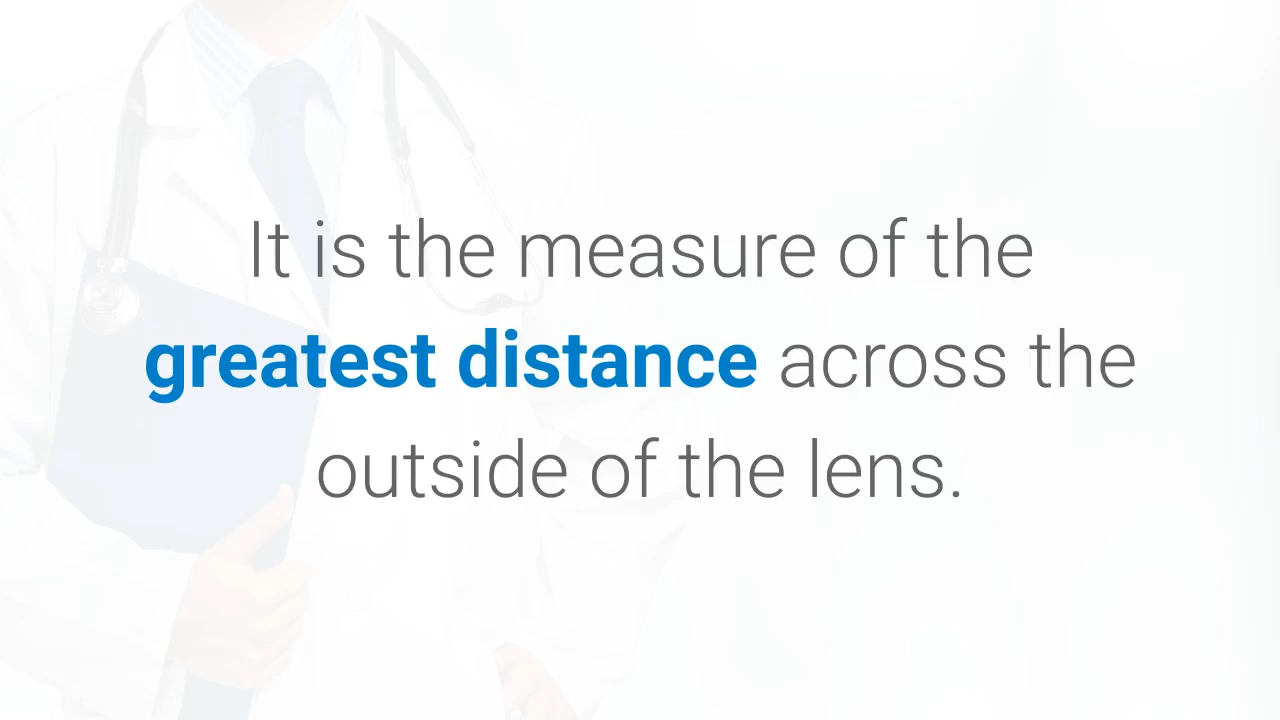 It is the measure of the
greatest distance across the
outside of the lens.